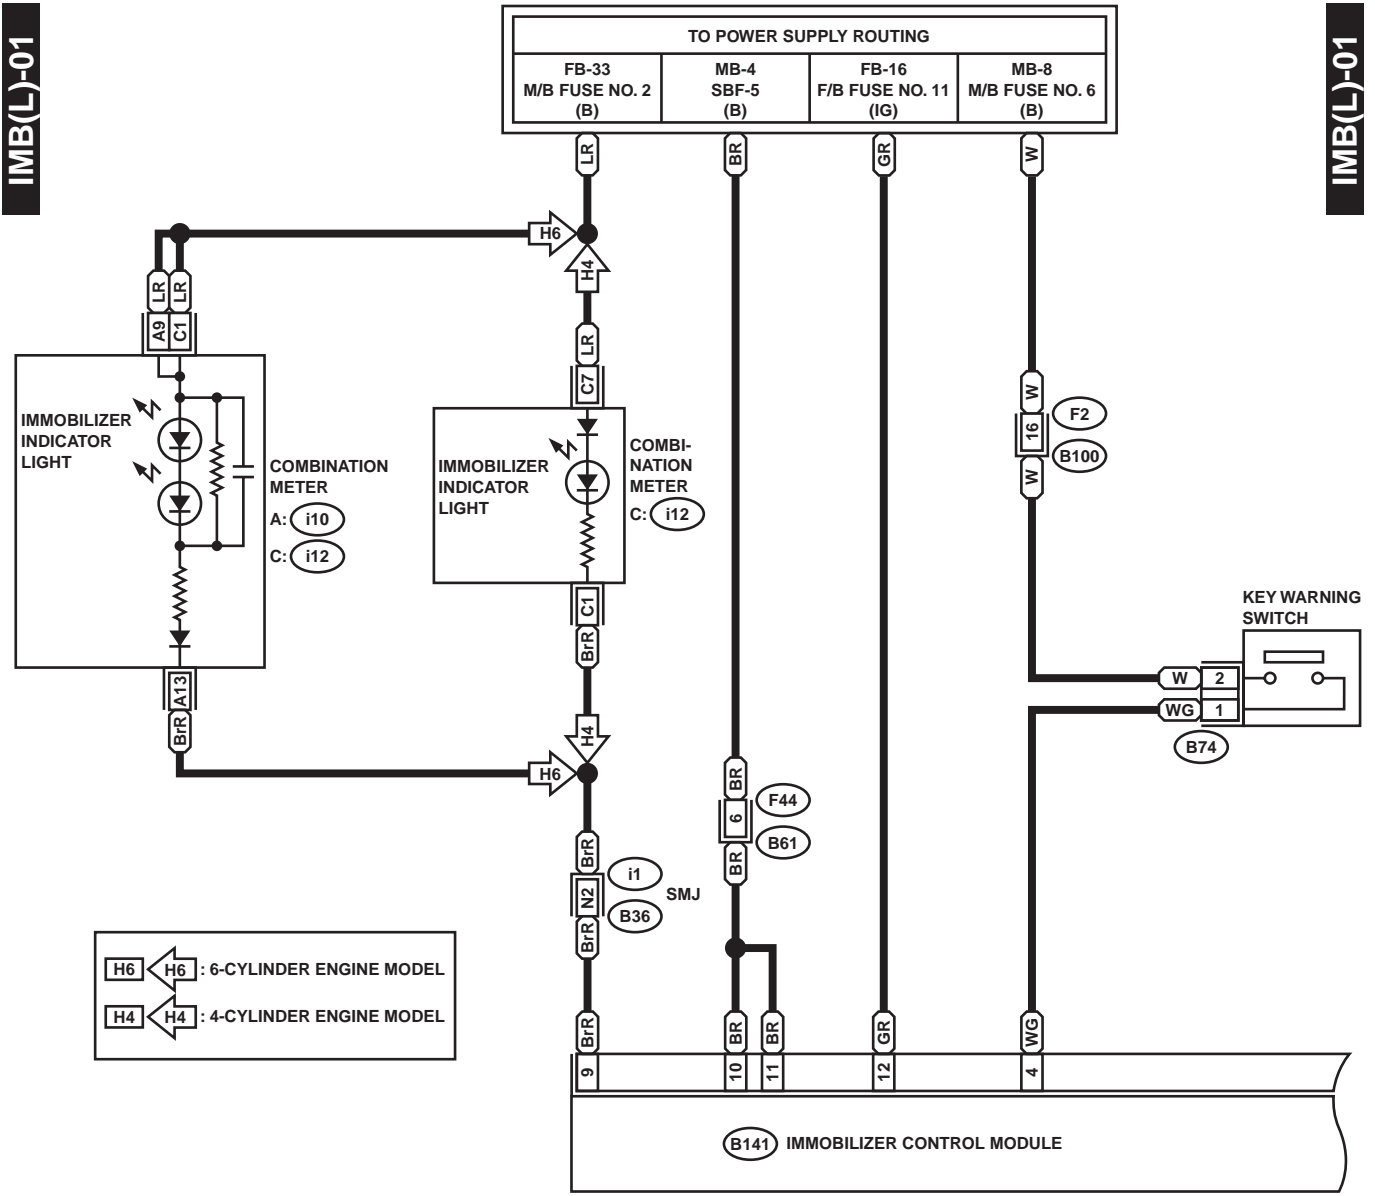 IMB(L)-01
IMB(L)-01
TO POWER SUPPLY ROUTING
FB-33
M/B FUSE NO. 2
(B)
MB-4
SBF-5
(B)
FB-16
F/B FUSE NO. 11
(IG)
MB-8
M/B FUSE NO. 6
(B)
LR
BR
GR
W
H6
H4
LR
LR
A9
C1
LR
C7
IMMOBILIZER
INDICATOR
LIGHT
COMBINATION
METER
A: i10
C: i12
IMMOBILIZER
INDICATOR
LIGHT
COMBI-
NATION
METER
C: i12
W
16
W
F2
B100
C1
BrR
A13
BrR
H4
H6
KEY WARNING
SWITCH
W
2
WG
1
B74
BR
6
BR
F44
B61
BrR
N2
BrR
i1
B36
SMJ
H6
H6
: 6-CYLINDER ENGINE MODEL
H4
H4
: 4-CYLINDER ENGINE MODEL
BrR
BR
BR
GR
WG
9
10
11
12
4
B141
IMMOBILIZER CONTROL MODULE